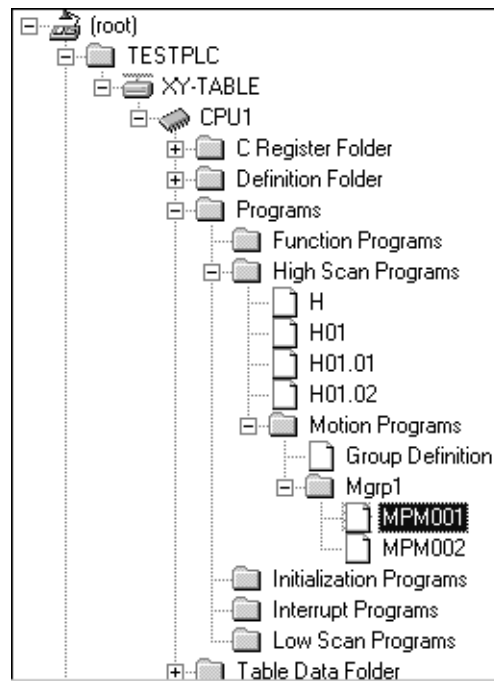 (root)
TESTPLC
XY-TABLE
CPU1
C Register Folder
Definition Folder
Programs
Function Programs
High Scan Programs
H
H01
H01.01
H01.02
Motion Programs
Group Definition
Mgrp1
MPM001
MPM002
Initialization Programs
Interrupt Programs
Low Scan Programs
Table Data Folder